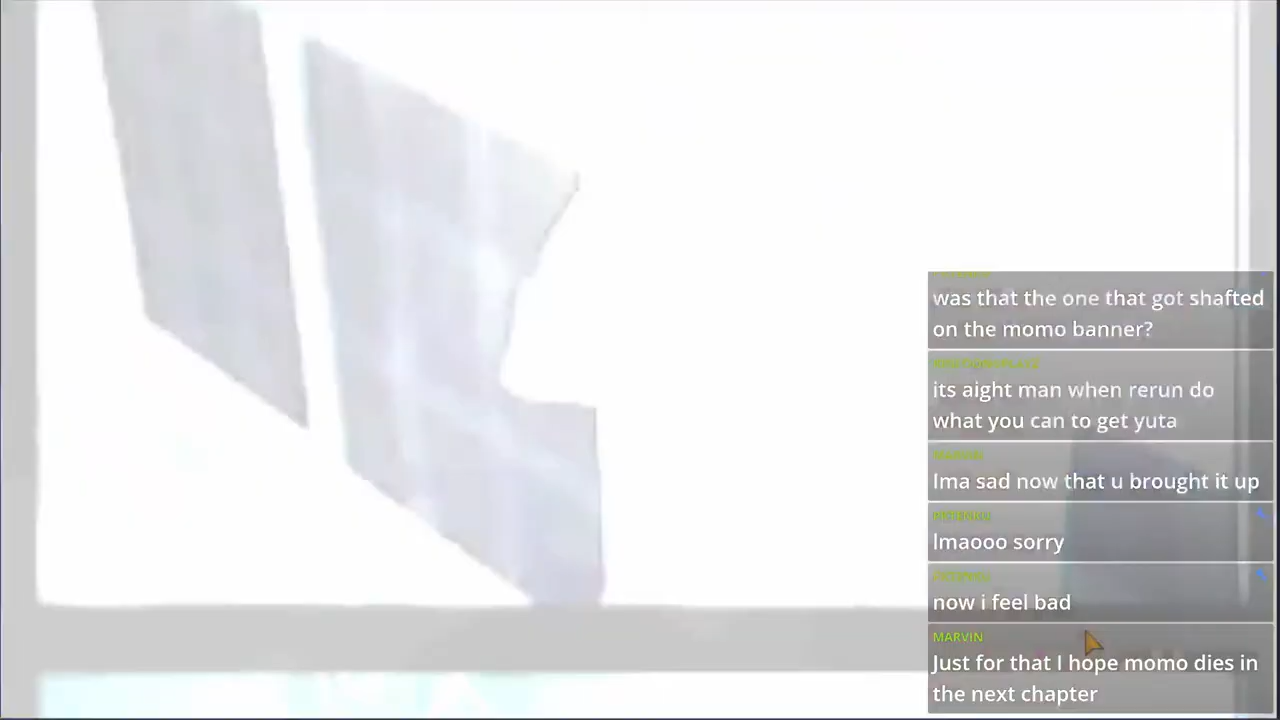 was that the one that got shafted
on the momo banner?
its aight man when rerun do
what you can to get yuta
Ima sad now that u brought it up
lmaooo sorry
now i feel bad
MARVIN
Just for that I hope momo dies in
the next chapter